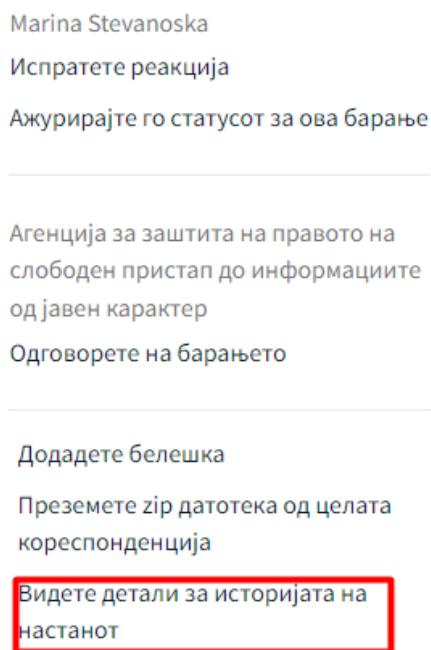 Marina Stevanoska
Испратете реакција
Ажурирајте го статусот за ова барање
Агенција за заштита на правото на
слободен пристап до информациите
од јавен карактер
Одговорете на барањето
Додадете белешка
Преземете zip датотека од целата
кореспонденција
Видете детали за историјата на
настанот